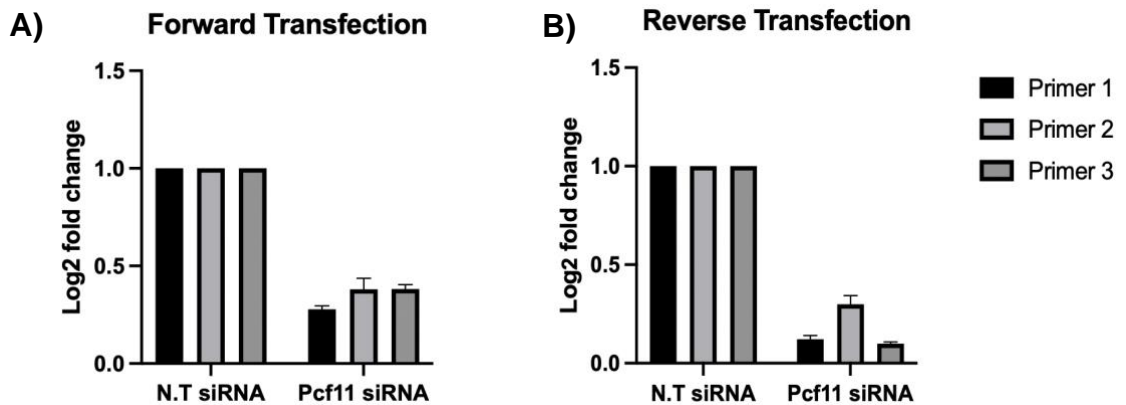 A)
Forward Transfection
Log2 fold change
1.5
1.0
0.5
0.0
N.T siRNA
Pcf11 siRNA
B)
Reverse Transfection
Log2 fold change
1.5
1.0
0.5
0.0
N.T siRNA
Pcf11 siRNA
Primer 1
Primer 2
Primer 3